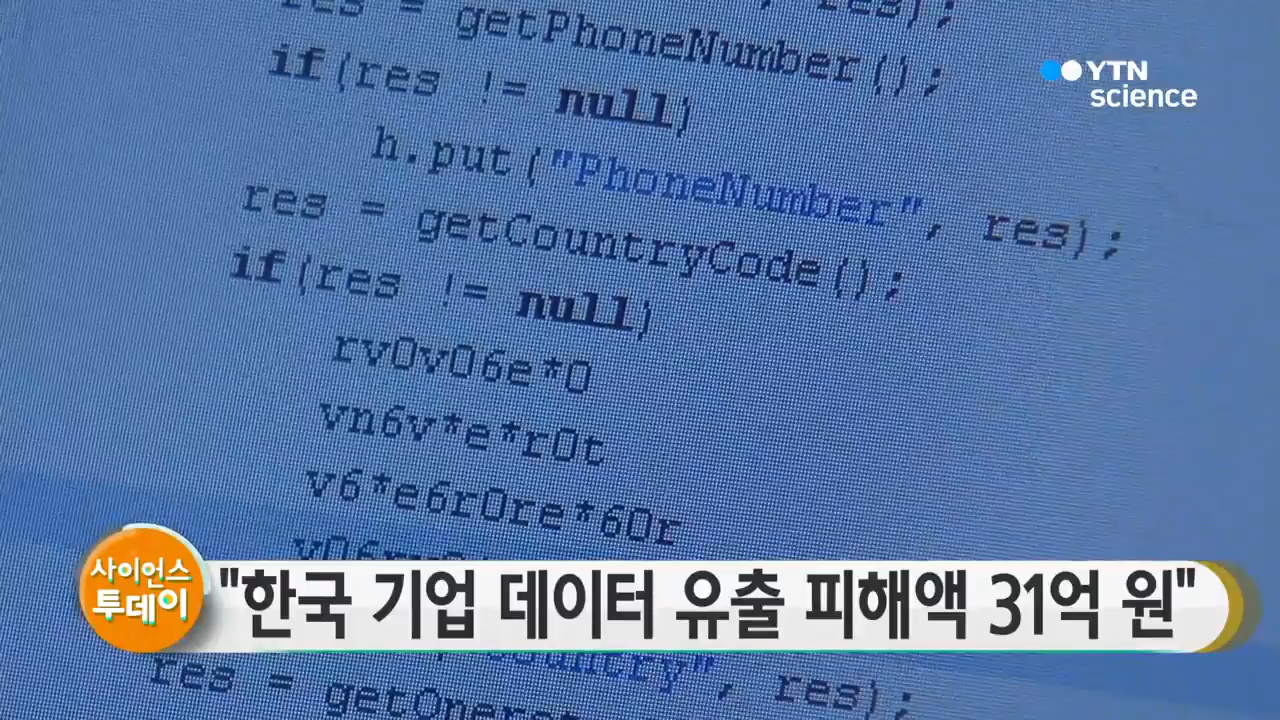 res = getPhoneNumber();
res);
YTN
science
if(res != null)
h.put("PhoneNumber", res);
res = getCountryCode();
if(res != null)
rv0v06e*0
vn6v*e*r0t
v6*e6r0re*60r
사이언스
투데이
"한국 기업 데이터 유출 피해액 31억 원"
res);
res =